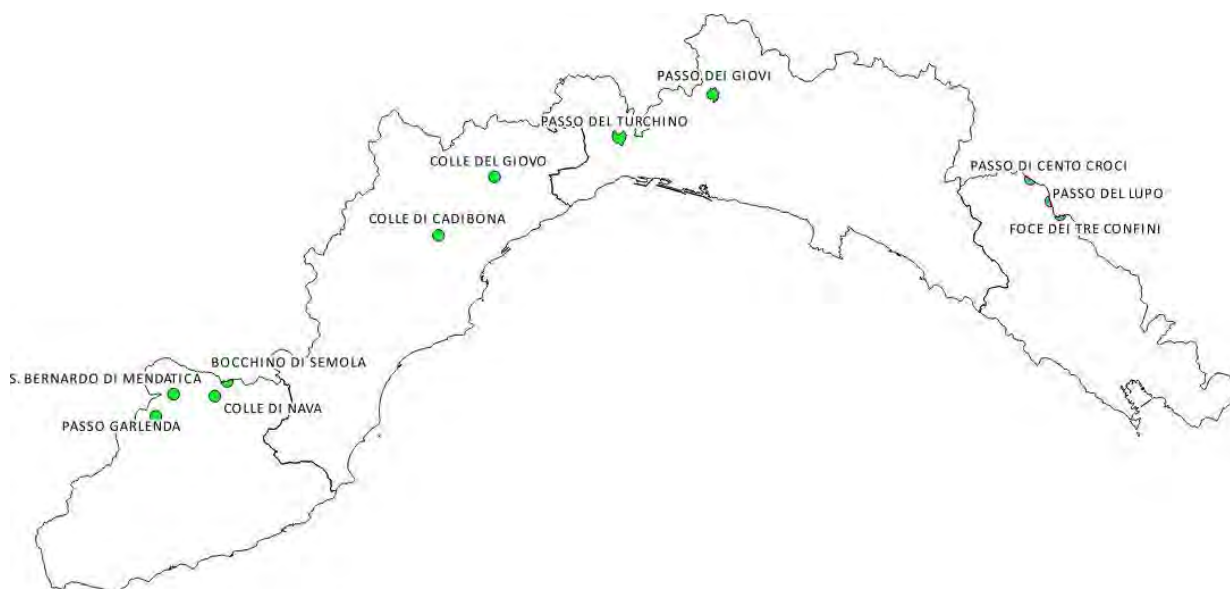 PASSO DEI GIOVI
PASSO DEL TURCHINO
COLLE DEL GIOVO
PASSO DI CENTO CROCI
PASSO DEL LUPO
COLLE DI CADIBONA
FOCE DEI TRE CONFINI
BOCCHINO DI SEMOLA
S. BERNARDO DI MENDATICA
COLLE DI NAVA
PASSO GARLENDA